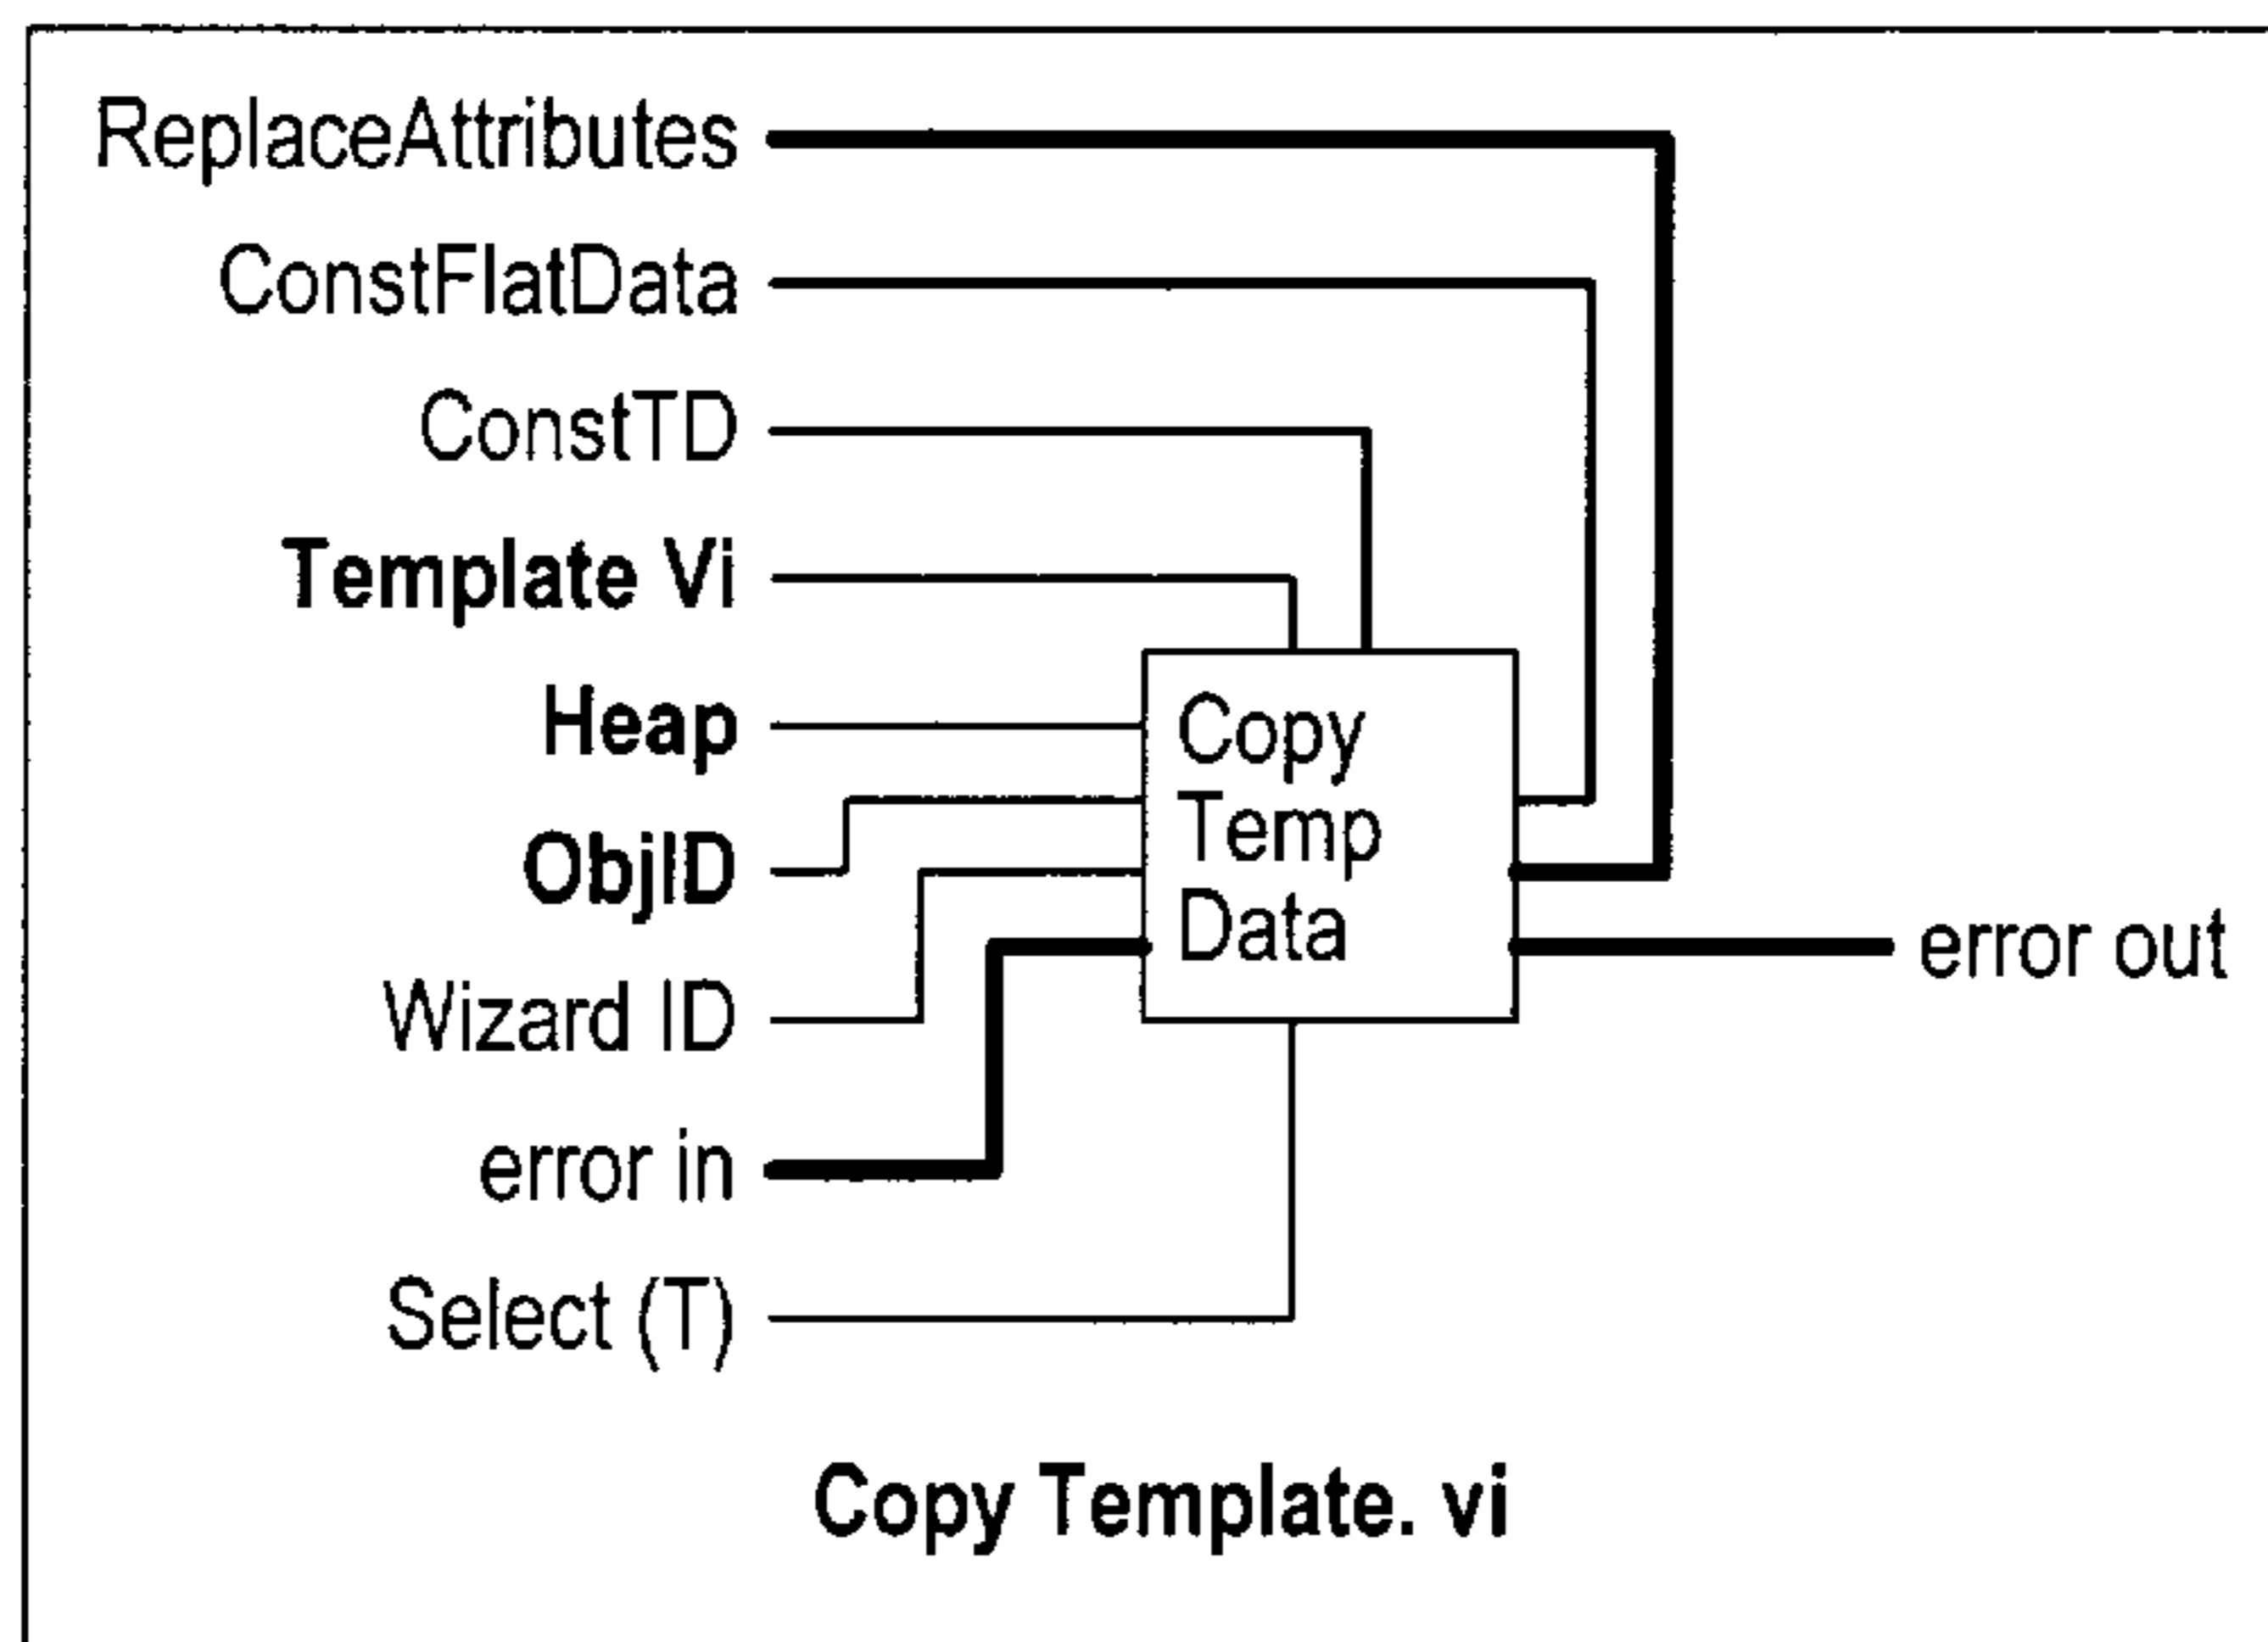 ReplaceAttributes
ConstFlatData
ConstTD
Template Vi
Heap
ObjID
Wizard ID
error in
Select (T)
Copy
Temp
Data
error out
Copy Template. vi